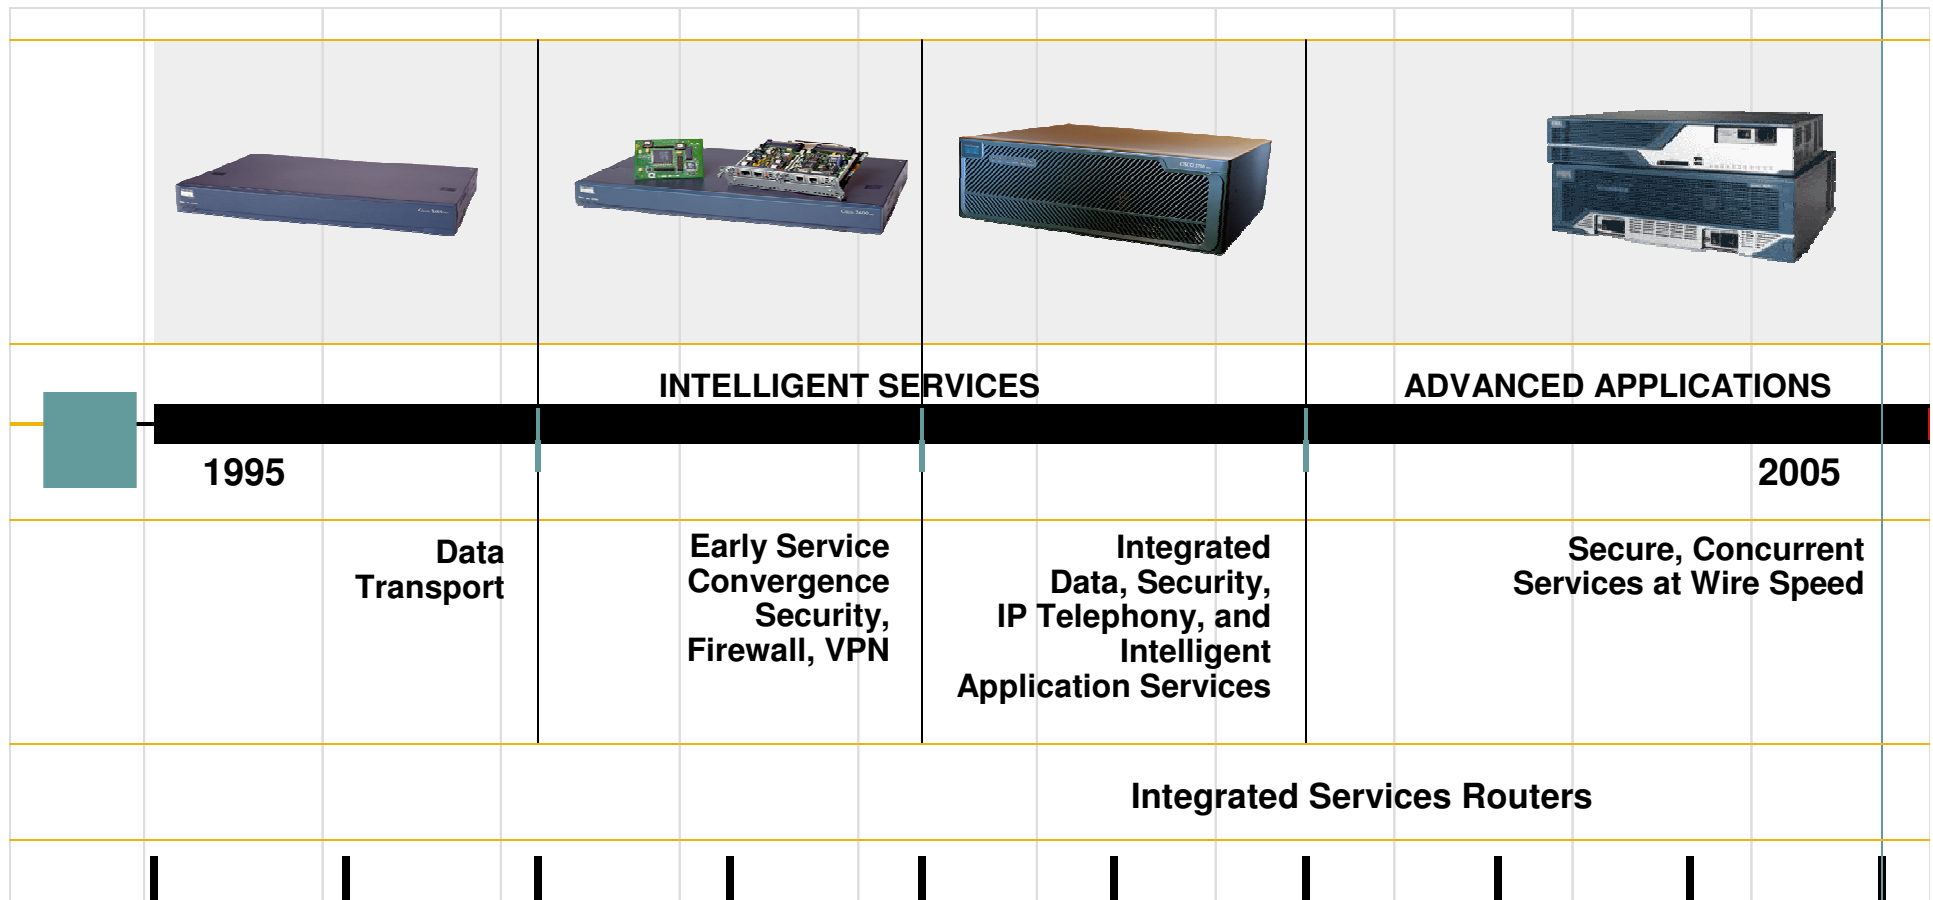 INTELLIGENT SERVICES
ADVANCED APPLICATIONS
1995
2005
Data
Transport
Early Service
Convergence
Security,
Firewall, VPN
Integrated
Data, Security,
IP Telephony, and
Intelligent
Application Services
Secure, Concurrent
Services at Wire Speed
Integrated Services Routers